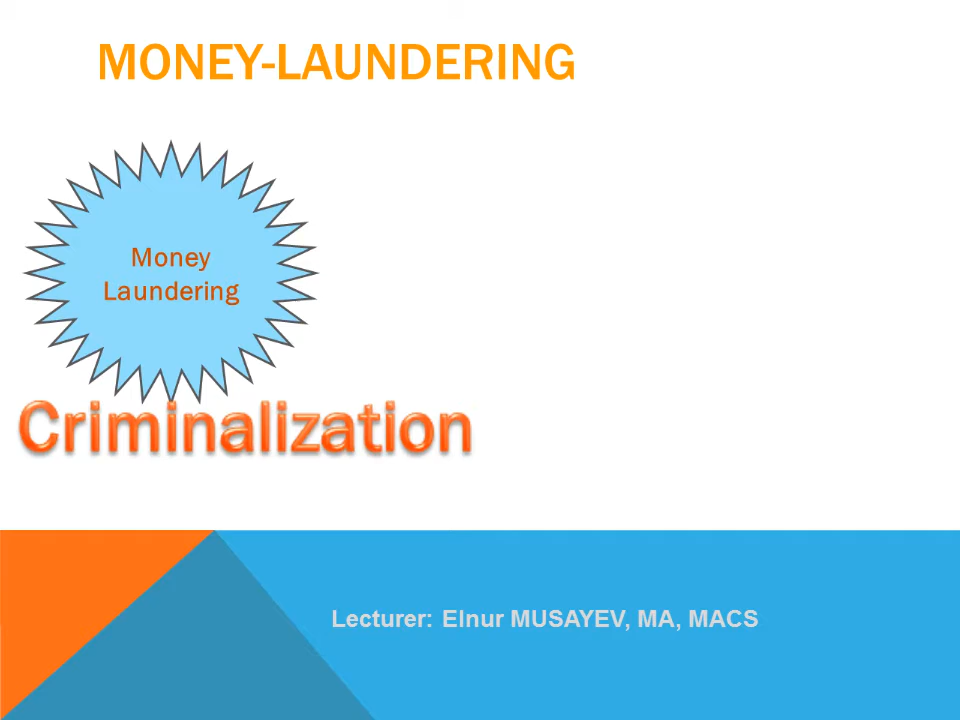 MONEY-LAUNDERING
Money
Laundering
Criminalization
Lecturer: Elnur MUSAYEV, MA, MACS